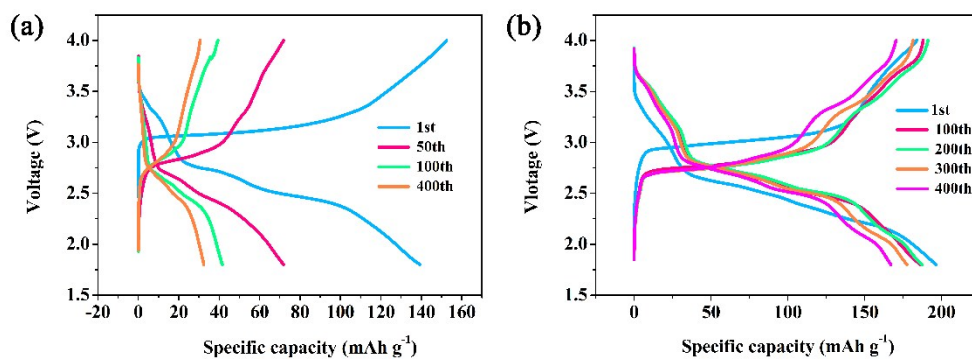 (a)
4.0
3.5
3.0
2.5
2.0
1.5
Voltage (V)
1st
50th
100th
400th
-20 0 20 40 60 80 100 120 140 160
Specific capacity (mAh g-1)
(b)
4.0
3.5
3.0
2.5
2.0
1.5
Vlotage (V)
1st
100th
200th
300th
400th
0 50 100 150 200
Specific capacity (mAh g-1)